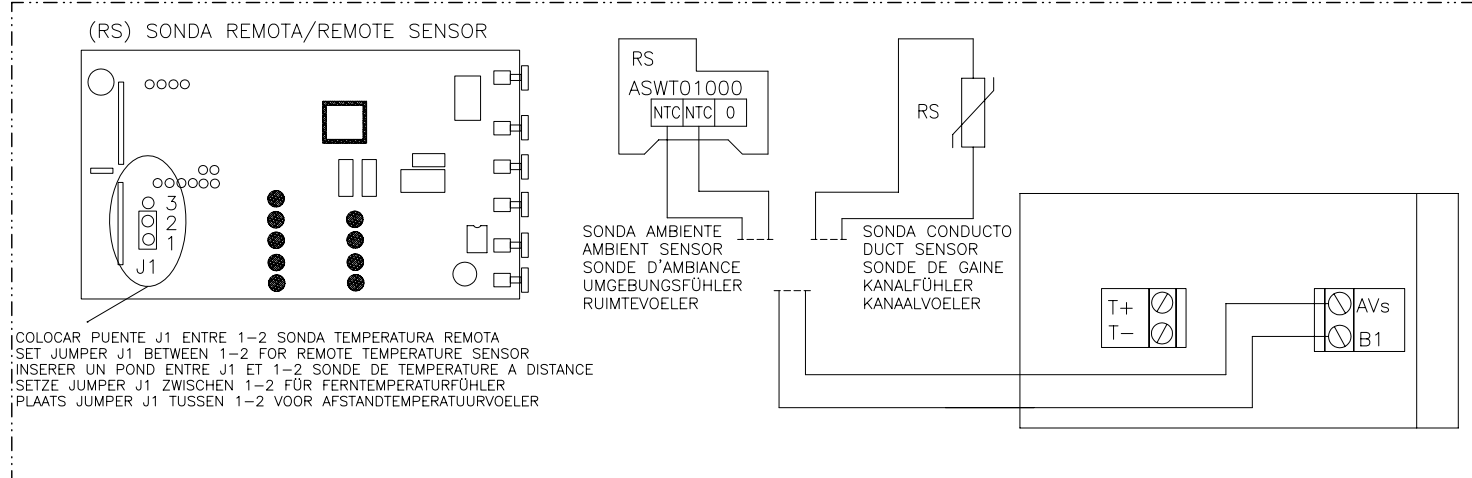 (RS) SONDA REMOTA/REMOTE SENSOR
3
2
1
J1
COLOCAR PUENTE J1 ENTRE 1-2 SONDA TEMPERATURA REMOTA
SET JUMPER J1 BETWEEN 1-2 FOR REMOTE TEMPERATURE SENSOR
INSERER UN POND ENTRE J1 ET 1-2 SONDE DE TEMPERATURE A DISTANCE
SETZE JUMPER J1 ZWISCHEN 1-2 FÜR FERNTEMPERATURFÜHLER
PLAATS JUMPER J1 TUSSEN 1-2 VOOR AFSTANDTEMPERATUURVOELER
RS
ASWT01000
NTC NTC 0
SONDA AMBIENTE
AMBIENT SENSOR
SONDE D'AMBIANCE
UMGEBUNGSFÜHLER
RUIMTEVOELER
RS
SONDA CONDUCTO
DUCT SENSOR
SONDE DE GAINE
KANALFÜHLER
KANAALVOELER
T+
T-
AVs
B1